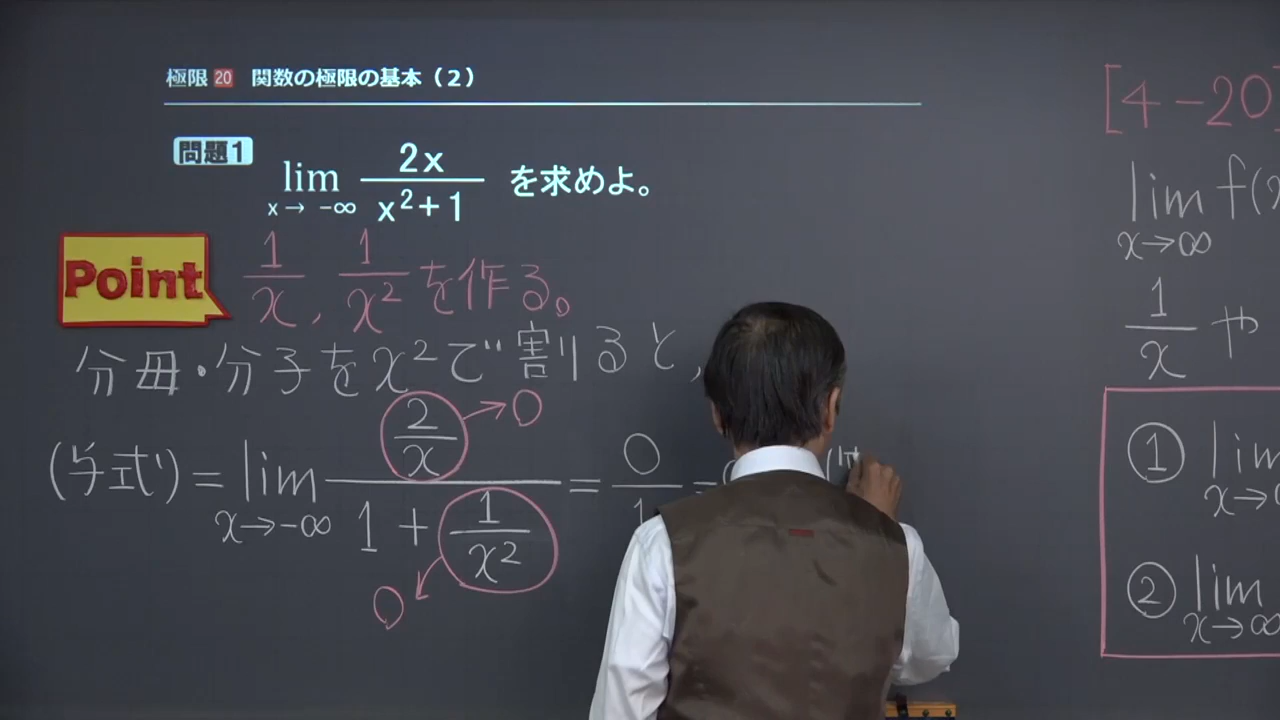 極限 20 関数の極限の基本（2）
問題1 lim x→ -∞ 2x / x²+1 を求めよ。
Point 1/x , 1/x² を作る。
分母・分子をx²で割ると,
2/x → 0
(与式) = lim x→-∞ (2/x) / (1 + 1/x²) = 0/1 =
0
[4-20]
lim x→∞ f(x
1/x や
① lim x→
② lim x→∞